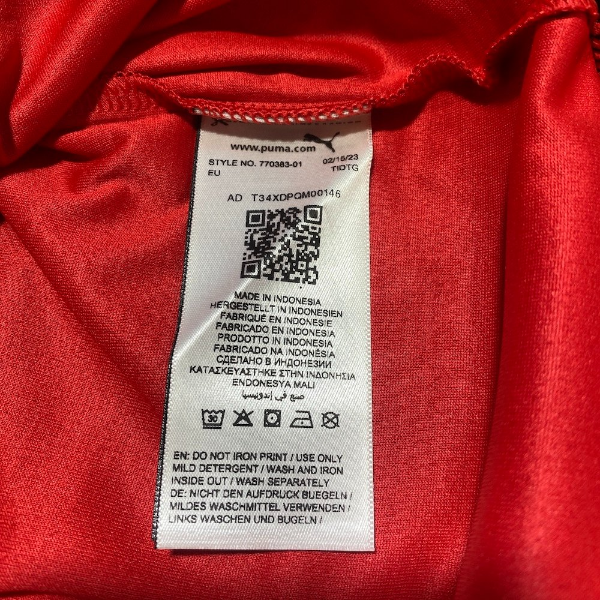 www.puma.com
STYLE NO. 770383-01 02/15/23
EU TIDTG
AD T34XDPQM00146
MADE IN INDONESIA
HERGESTELLT IN INDONESIEN
FABRIQUÉ EN INDONESIE
FABRICADO EN INDONESIA
PRODOTTO IN INDONESIA
FABRICADO NA INDONÉSIA
СДЕЛАНО В ИНДОНЕЗИИ
ΚΑΤΑΣΚΕΥΑΣΤΗΚΕ ΣΤΗΝ ΙΝΔΟΝΗΣΙΑ
ENDONESYA MALI
صنع في إندونيسيا
30
EN: DO NOT IRON PRINT / USE ONLY
MILD DETERGENT / WASH AND IRON
INSIDE OUT / WASH SEPARATELY
DE: NICHT DEN AUFDRUCK BUEGELN /
MILDES WASCHMITTEL VERWENDEN /
LINKS WASCHEN UND BUGELN /